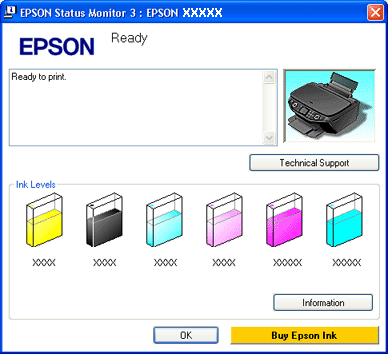 EPSON Status Monitor 3 : EPSON XXXXX
EPSON
Ready
Ready to print.
Technical Support
Ink Levels
XXXX XXXX XXXX XXXX XXXXX XXXXX
Information
OK
Buy Epson Ink